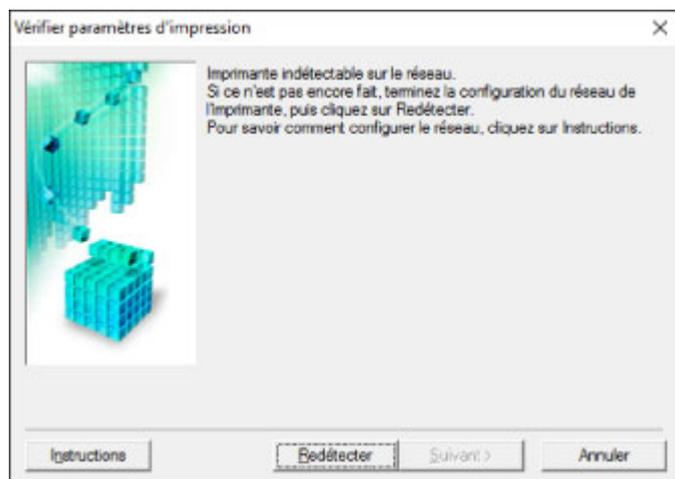 Vérifier paramètres d'impression
Imprimante indétectable sur le réseau.
Si ce n'est pas encore fait, terminez la configuration du réseau de
l'imprimante, puis cliquez sur Redétecter.
Pour savoir comment configurer le réseau, cliquez sur Instructions.
Instructions
Redétecter
Suivant >
Annuler